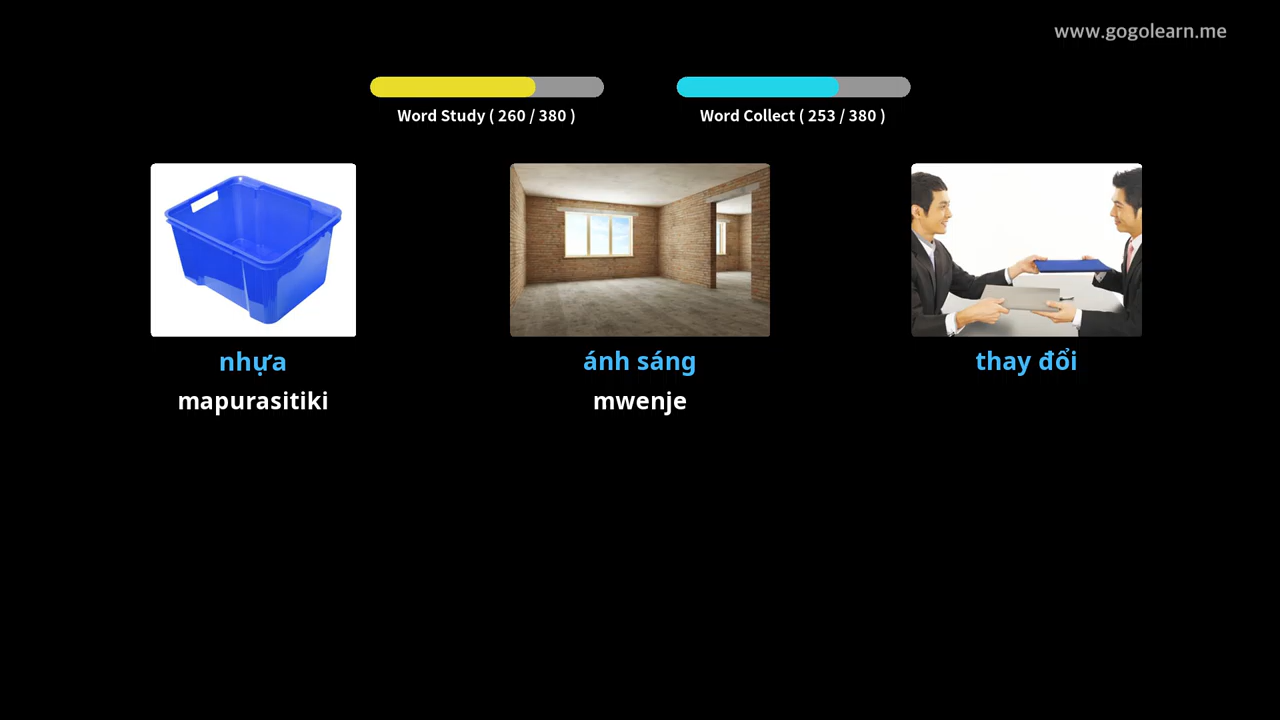 www.gogolearn.me
Word Study ( 260 / 380 )
Word Collect ( 253 / 380 )
nhựa
ánh sáng
thay đổi
mapurasitiki
mwenje